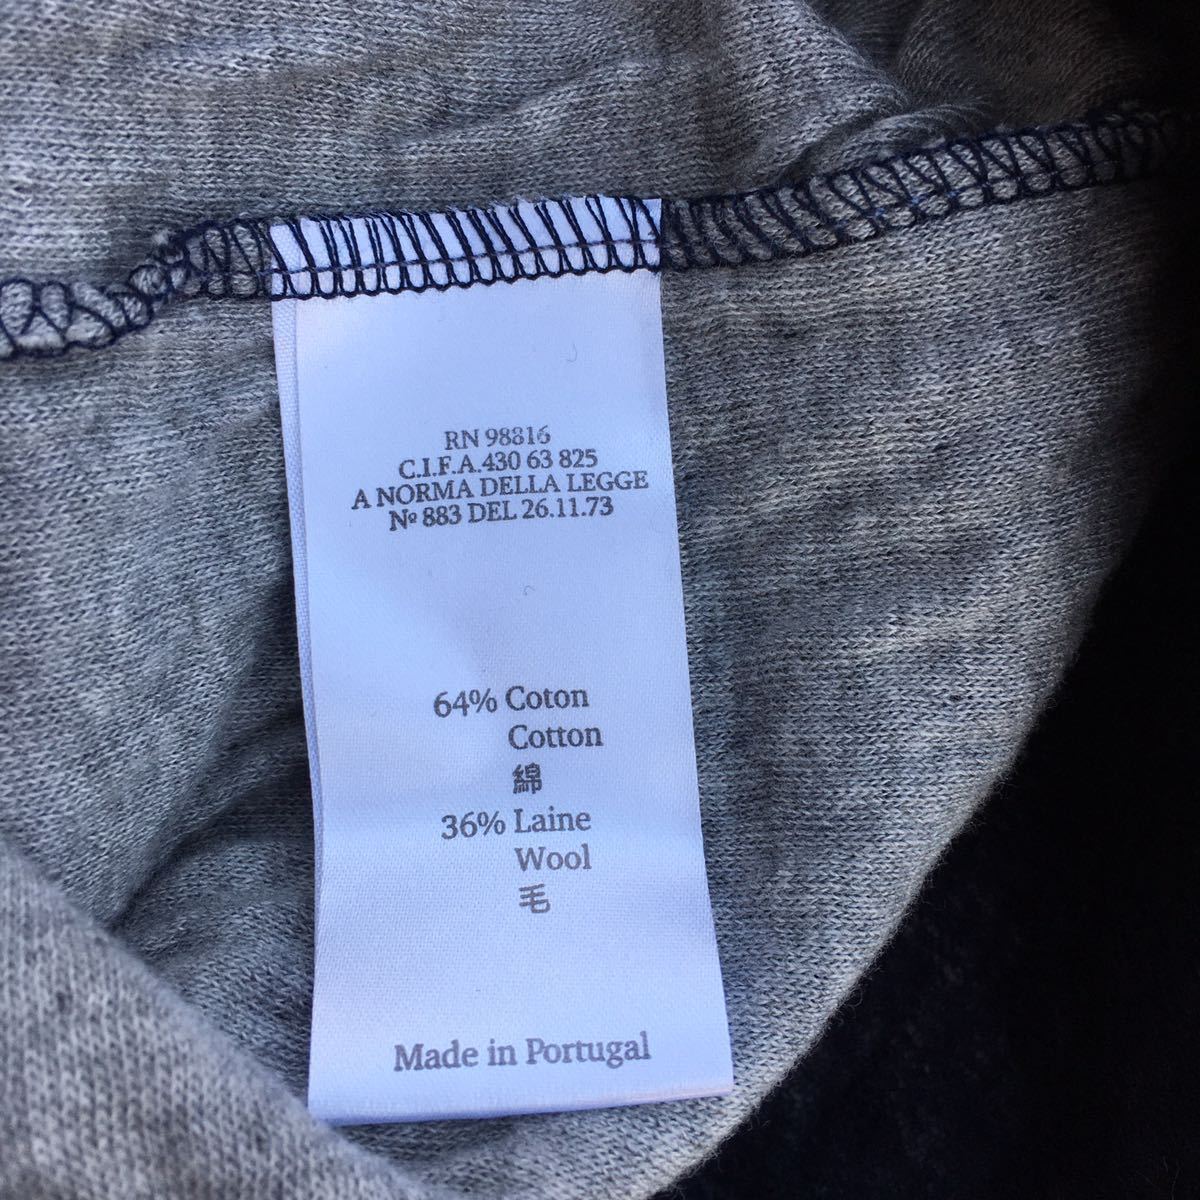 RN 98816
C.I.F.A.430 63 825
A NORMA DELLA LEGGE
Nº 883 DEL 26.11.73
64% Coton
Cotton
綿
36% Laine
Wool
毛
Made in Portugal